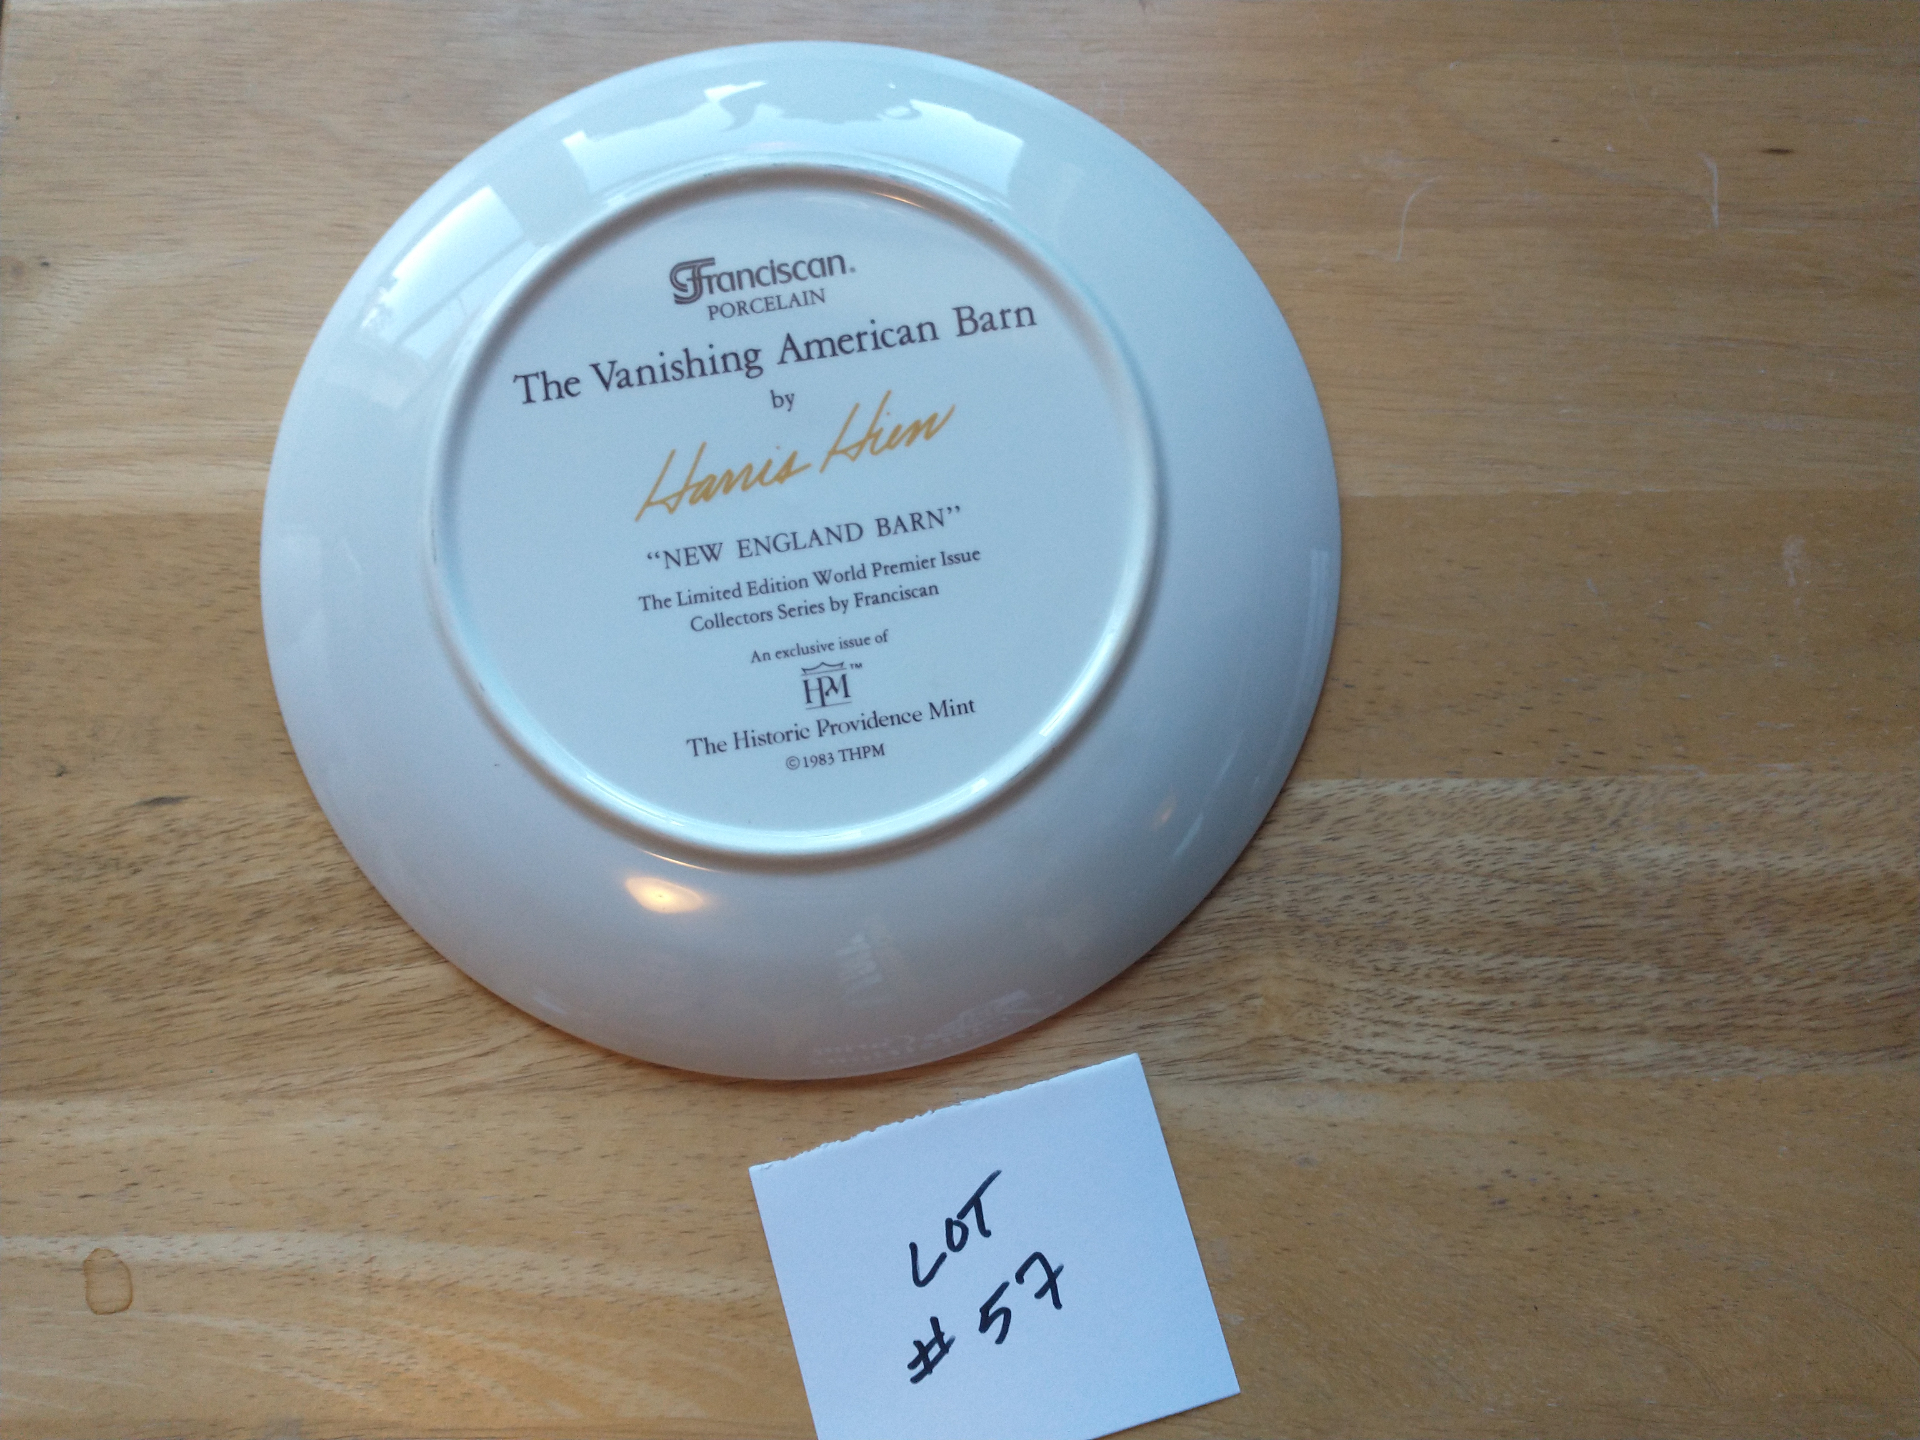 Franciscan®
PORCELAIN
The Vanishing American Barn
by
Harris Hien
“NEW ENGLAND BARN”
The Limited Edition World Premier Issue
Collectors Series by Franciscan
An exclusive issue of
HPM™
The Historic Providence Mint
©1983 THPM
LOT
# 57